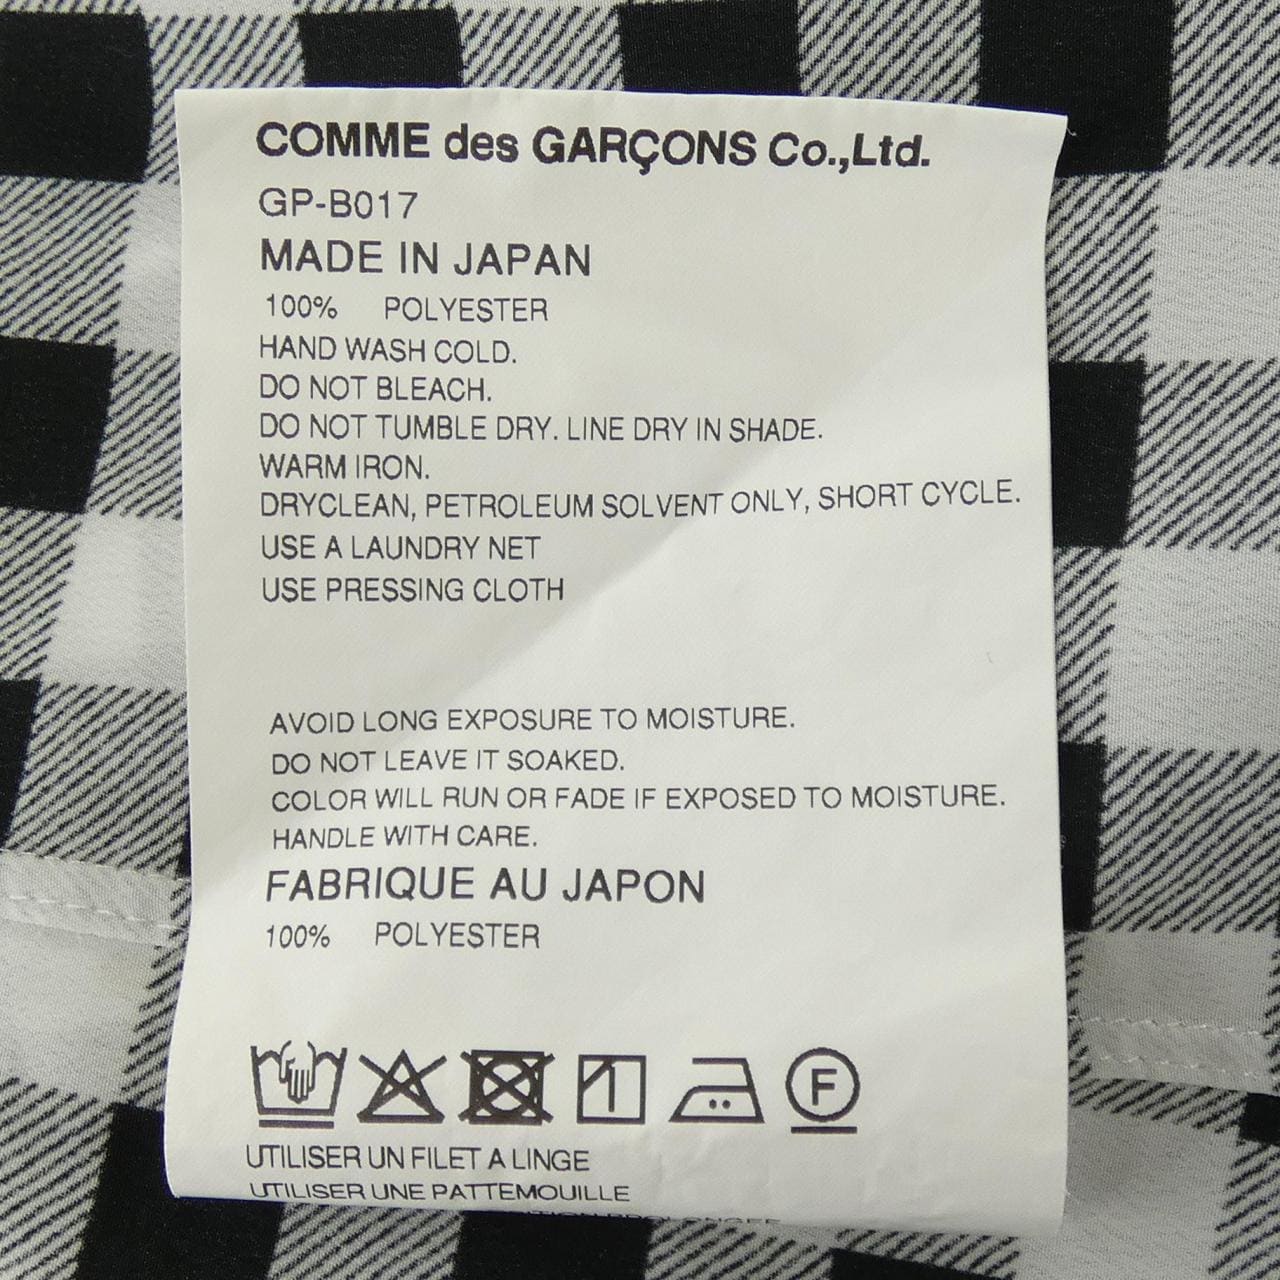 COMME des GARÇONS Co.,Ltd.
GP-B017
MADE IN JAPAN
100% POLYESTER
HAND WASH COLD.
DO NOT BLEACH.
DO NOT TUMBLE DRY. LINE DRY IN SHADE.
WARM IRON.
DRYCLEAN, PETROLEUM SOLVENT ONLY, SHORT CYCLE.
USE A LAUNDRY NET
USE PRESSING CLOTH
AVOID LONG EXPOSURE TO MOISTURE.
DO NOT LEAVE IT SOAKED.
COLOR WILL RUN OR FADE IF EXPOSED TO MOISTURE.
HANDLE WITH CARE.
FABRIQUE AU JAPON
100% POLYESTER
F
UTILISER UN FILET A LINGE
UTILISER UNE PATTEMOUILLE